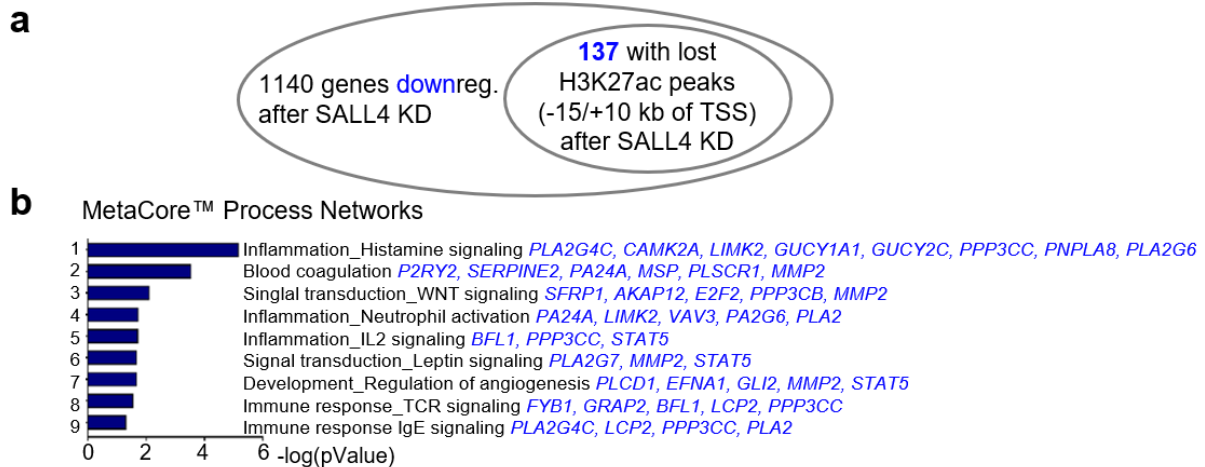 a
1140 genes downreg.
after SALL4 KD
137 with lost
H3K27ac peaks
(-15/+10 kb of TSS)
after SALL4 KD
b
MetaCore™ Process Networks
1 Inflammation_Histamine signaling PLA2G4C, CAMK2A, LIMK2, GUCY1A1, GUCY2C, PPP3CC, PNPLA8, PLA2G6
2 Blood coagulation P2RY2, SERPINE2, PA24A, MSP, PLSCR1, MMP2
3 Singlal transduction_WNT signaling SFRP1, AKAP12, E2F2, PPP3CB, MMP2
4 Inflammation_Neutrophil activation PA24A, LIMK2, VAV3, PA2G6, PLA2
5 Inflammation_IL2 signaling BFL1, PPP3CC, STAT5
6 Signal transduction_Leptin signaling PLA2G7, MMP2, STAT5
7 Development_Regulation of angiogenesis PLCD1, EFNA1, GLI2, MMP2, STAT5
8 Immune response_TCR signaling FYB1, GRAP2, BFL1, LCP2, PPP3CC
9 Immune response IgE signaling PLA2G4C, LCP2, PPP3CC, PLA2
0 2 4 6 -log(pValue)